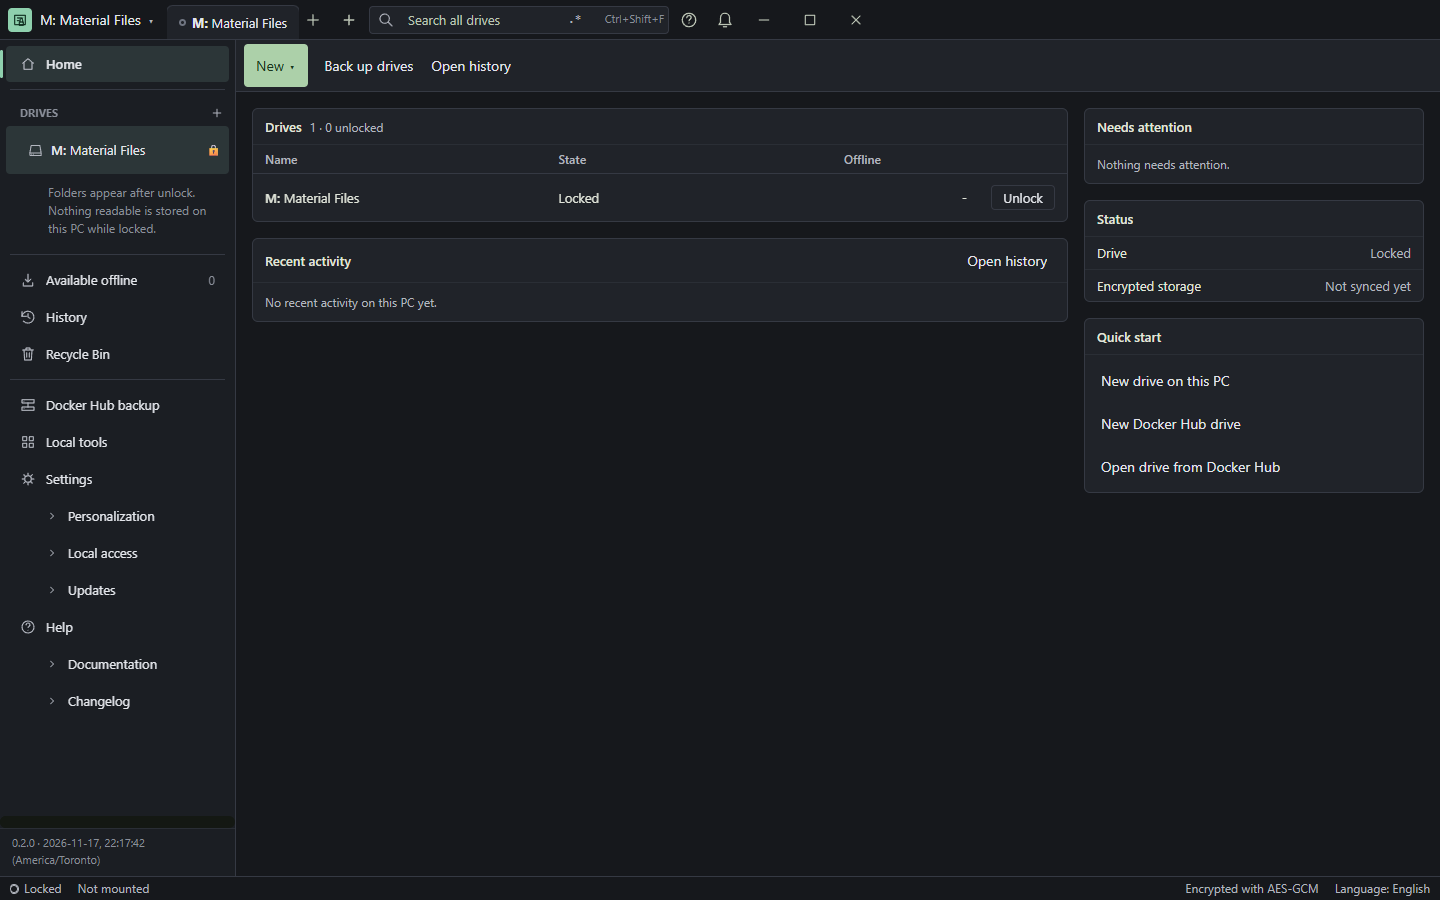 M: Material Files
M: Material Files
Search all drives
.*
Ctrl+Shift+F
Home
DRIVES
M: Material Files
Folders appear after unlock.
Nothing readable is stored on
this PC while locked.
Available offline 0
History
Recycle Bin
Docker Hub backup
Local tools
Settings
Personalization
Local access
Updates
Help
Documentation
Changelog
0.2.0 · 2026-11-17, 22:17:42
(America/Toronto)
New
Back up drives
Open history
Drives 1 · 0 unlocked
Name State Offline
M: Material Files Locked - Unlock
Recent activity Open history
No recent activity on this PC yet.
Needs attention
Nothing needs attention.
Status
Drive Locked
Encrypted storage Not synced yet
Quick start
New drive on this PC
New Docker Hub drive
Open drive from Docker Hub
Locked Not mounted
Encrypted with AES-GCM Language: English